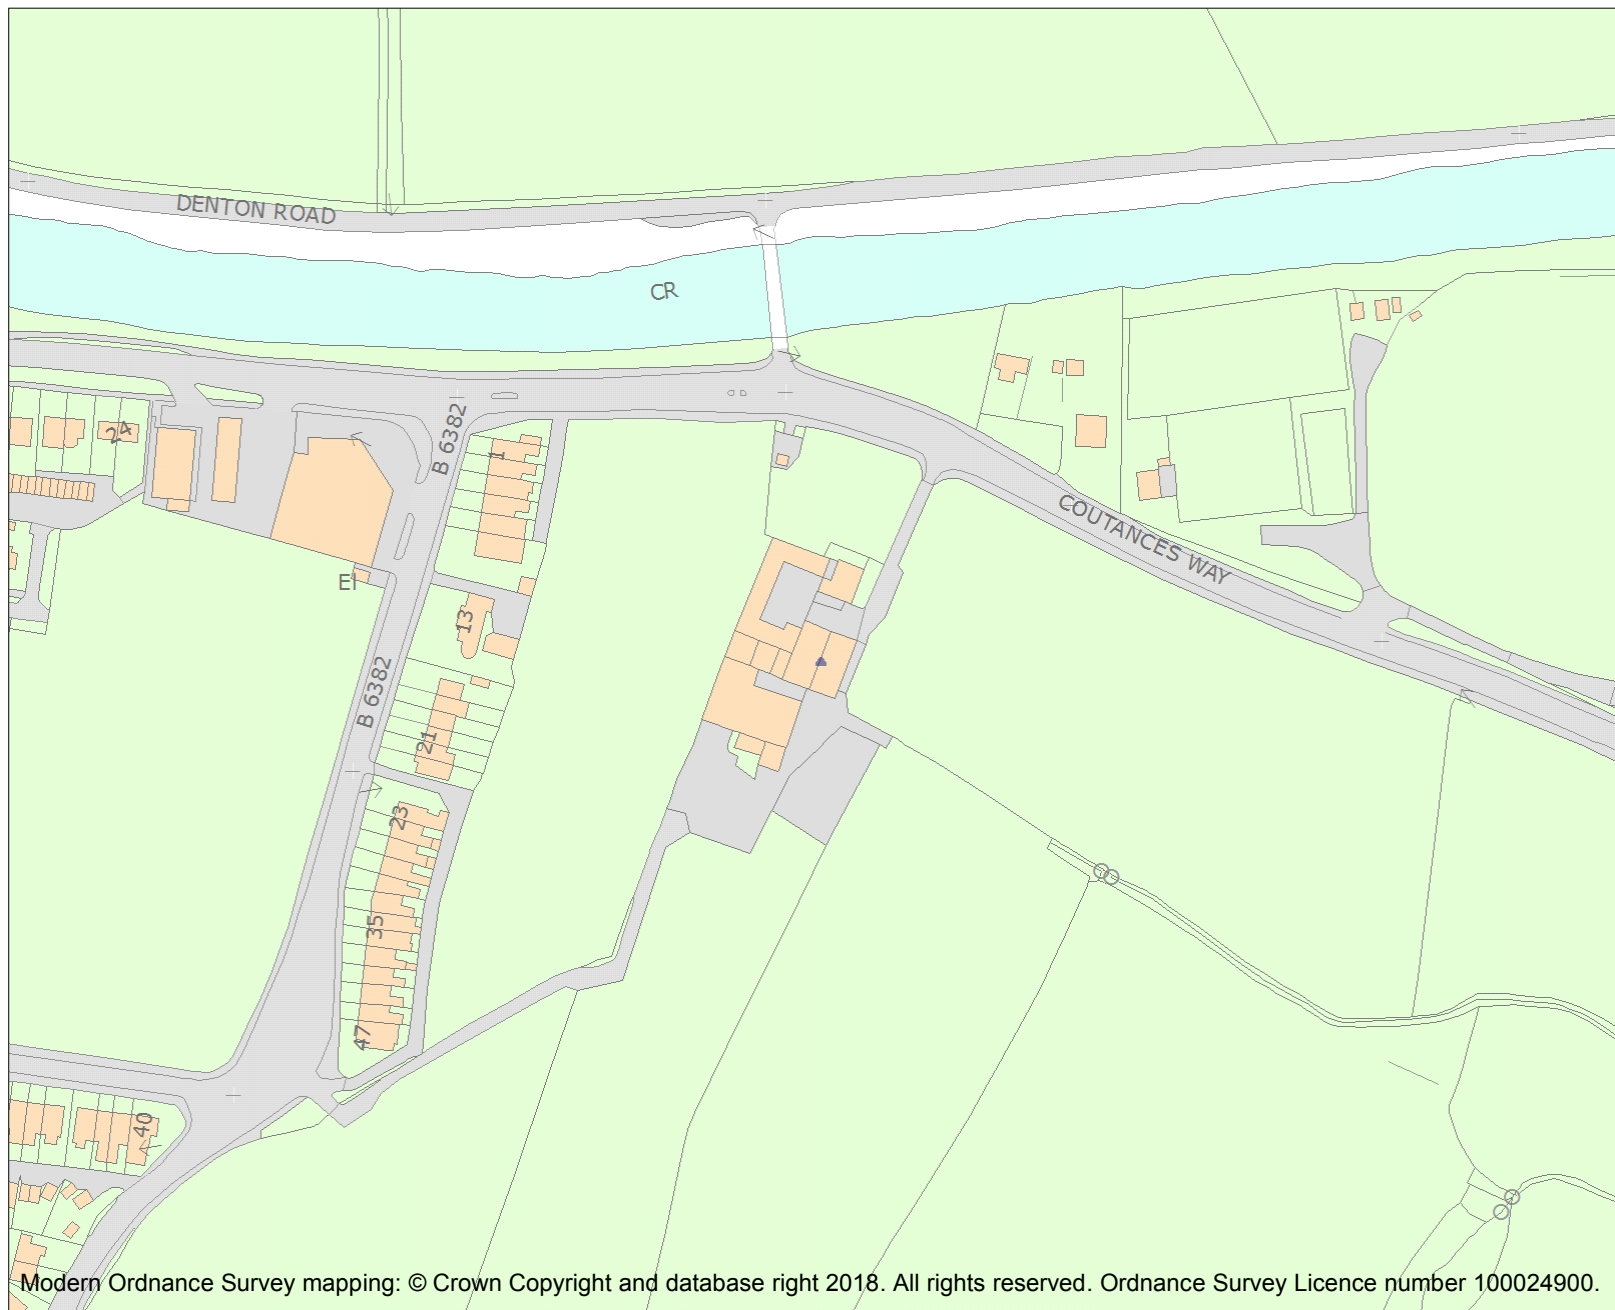 DENTON ROAD
CR
24
B 6382
1
COUTANCES WAY
El
13
B 6382
21
23
35
47
40
Modern Ordnance Survey mapping: © Crown Copyright and database right 2018. All rights reserved. Ordnance Survey Licence number 100024900.